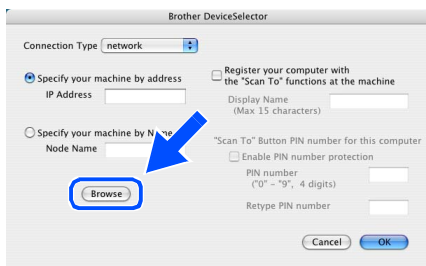 Brother DeviceSelector
Connection Type network
Specify your machine by address
IP Address
Specify your machine by Name
Node Name
Browse
Register your computer with
the "Scan To" functions at the machine
Display Name
(Max 15 characters)
"Scan To" Button PIN number for this computer
Enable PIN number protection
PIN number
("0" - "9", 4 digits)
Retype PIN number
Cancel
OK